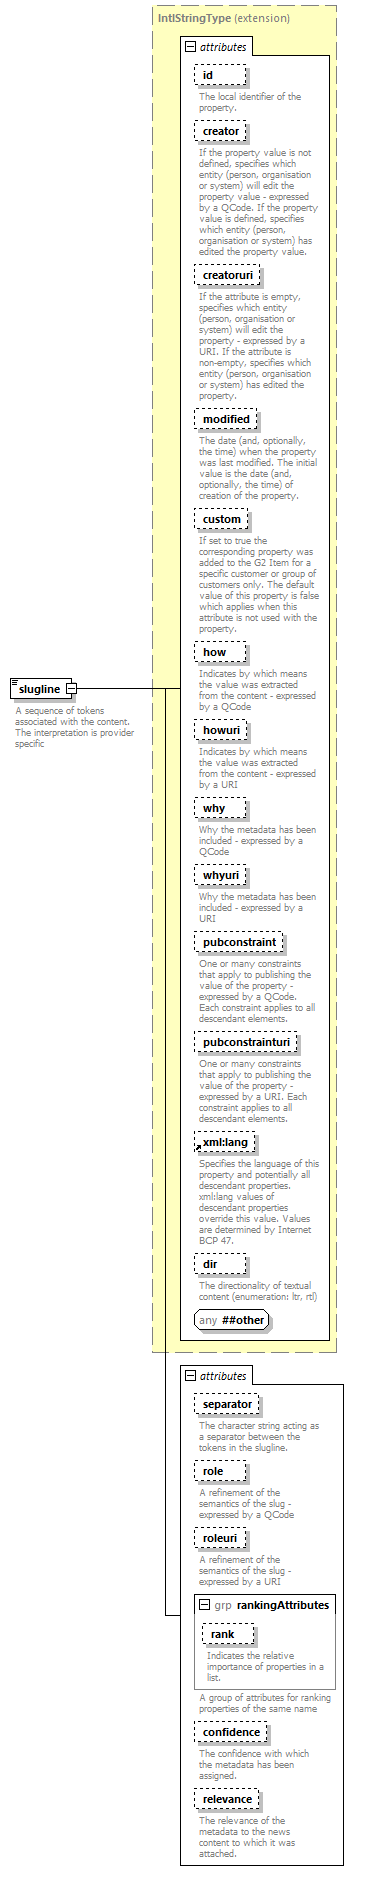 IntlStringType (extension)
attributes
id
The local identifier of the
property.
creator
If the property value is not
defined, specifies which
entity (person, organisation
or system) will edit the
property value - expressed
by a QCode. If the property
value is defined, specifies
which entity (person,
organisation or system) has
edited the property value.
creatoruri
If the attribute is empty,
specifies which entity
(person, organisation or
system) will edit the
property - expressed by a
URI. If the attribute is
non-empty, specifies which
entity (person, organisation
or system) has edited the
property.
modified
The date (and, optionally,
the time) when the property
was last modified. The initial
value is the date (and,
optionally, the time) of
creation of the property.
custom
If set to true the
corresponding property was
added to the G2 Item for a
specific customer or group of
customers only. The default
value of this property is false
which applies when this
attribute is not used with the
property.
how
Indicates by which means
the value was extracted
from the content - expressed
by a QCode
slugline
A sequence of tokens
associated with the content.
The interpretation is provider
specific
howuri
Indicates by which means
the value was extracted
from the content - expressed
by a URI
why
Why the metadata has been
included - expressed by a
QCode
whyuri
Why the metadata has been
included - expressed by a
URI
pubconstraint
One or many constraints
that apply to publishing the
value of the property -
expressed by a QCode.
Each constraint applies to all
descendant elements.
pubconstrainturi
One or many constraints
that apply to publishing the
value of the property -
expressed by a URI. Each
constraint applies to all
descendant elements.
xml:lang
Specifies the language of this
property and potentially all
descendant properties.
xml:lang values of
descendant properties
override this value. Values
are determined by Internet
BCP 47.
dir
The directionality of textual
content (enumeration: ltr, rtl)
any ##other
attributes
separator
The character string acting as
a separator between the
tokens in the slugline.
role
A refinement of the
semantics of the slug -
expressed by a QCode
roleuri
A refinement of the
semantics of the slug -
expressed by a URI
grp rankingAttributes
rank
Indicates the relative
importance of properties in a
list.
A group of attributes for ranking
properties of the same name
confidence
The confidence with which
the metadata has been
assigned.
relevance
The relevance of the
metadata to the news
content to which it was
attached.